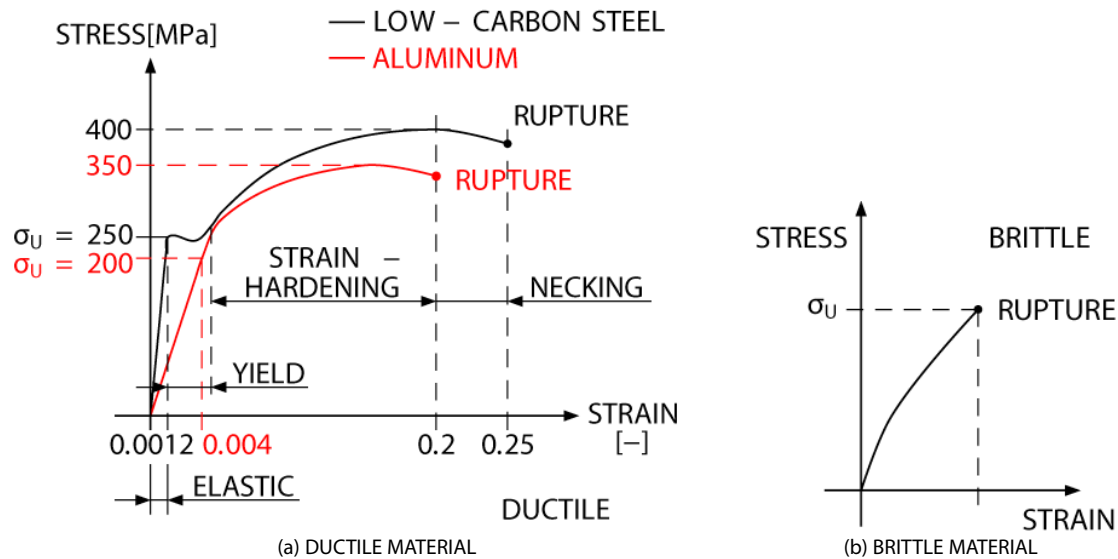 LOW – CARBON STEEL
ALUMINUM
STRESS[MPa]
400
350
σU = 250
σU = 200
RUPTURE
RUPTURE
STRAIN –
HARDENING
NECKING
YIELD
STRAIN
[–]
0.0012
0.004
0.2
0.25
ELASTIC
DUCTILE
(a) DUCTILE MATERIAL
STRESS
BRITTLE
σU
RUPTURE
STRAIN
(b) BRITTLE MATERIAL